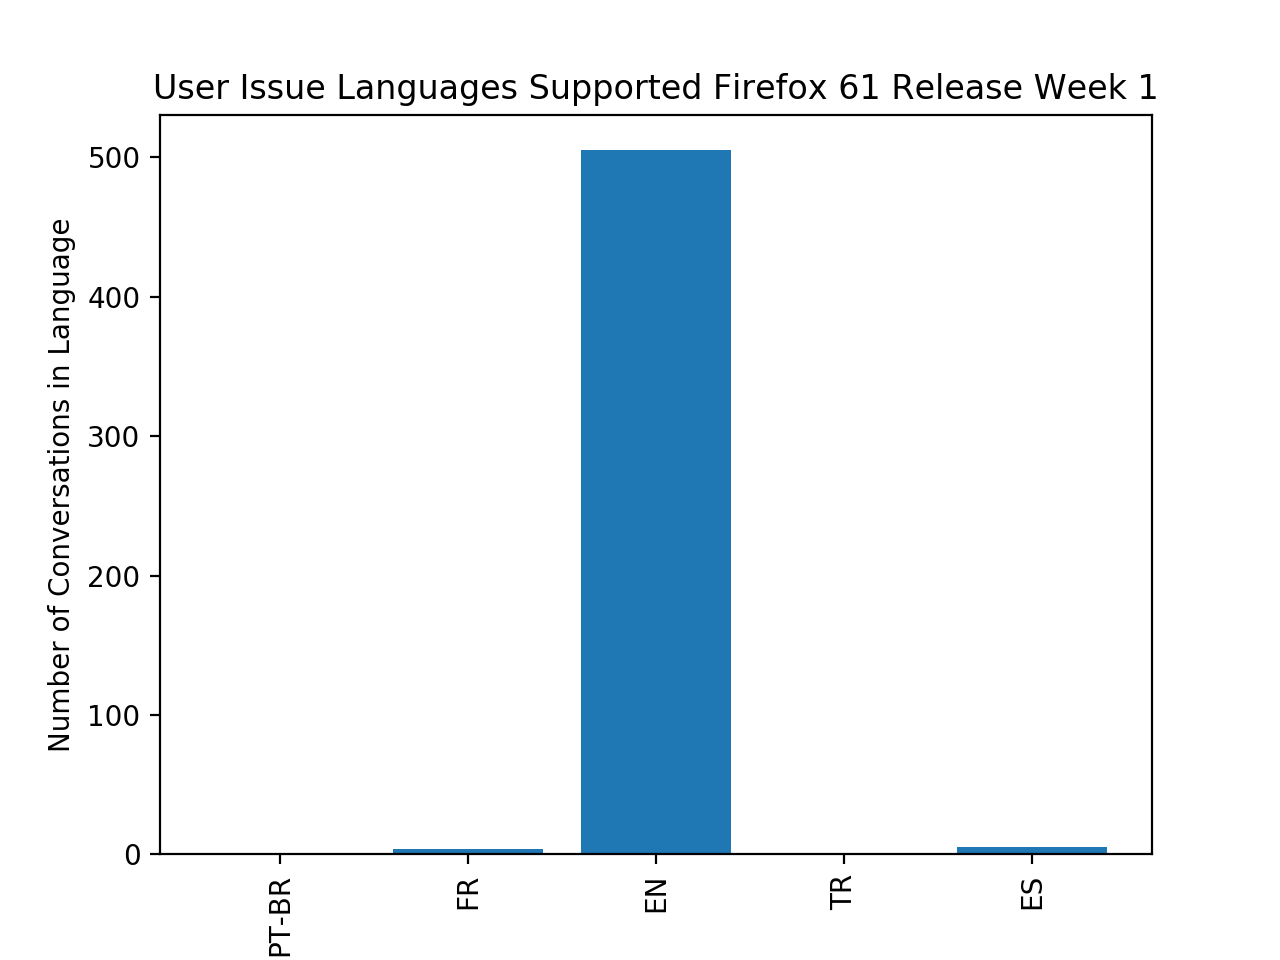 User Issue Languages Supported Firefox 61 Release Week 1
Number of Conversations in Language
500
400
300
200
100
0
PT-BR
FR
EN
TR
ES